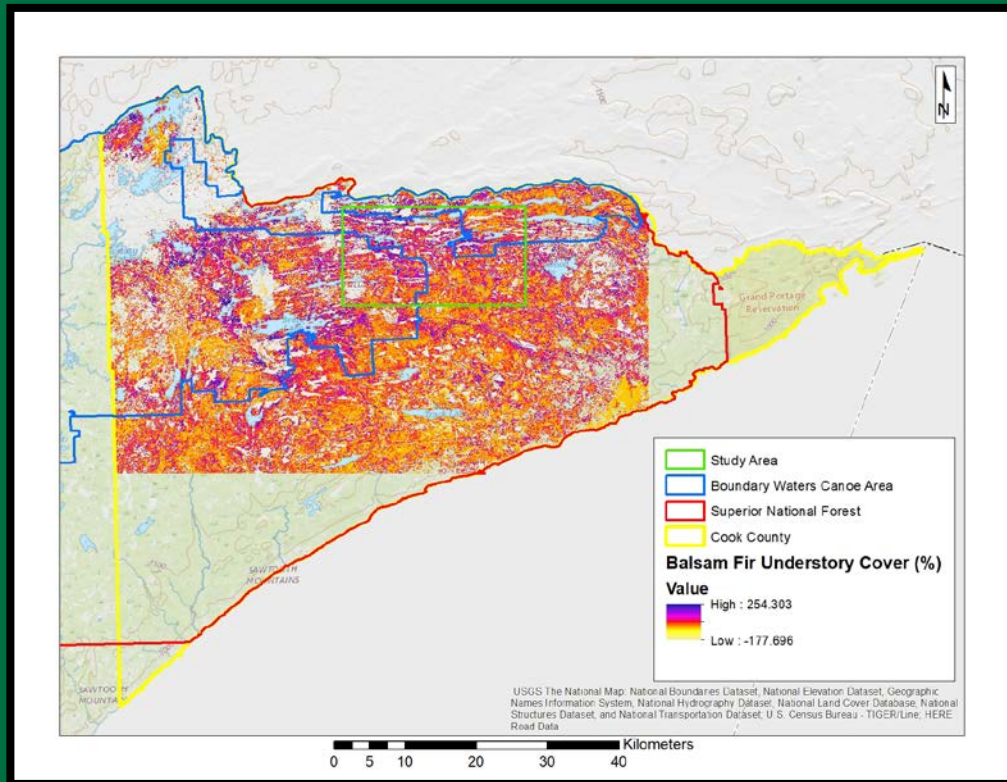 N
Grand Portage
Reservation
Study Area
Boundary Waters Canoe Area
Superior National Forest
Cook County
Balsam Fir Understory Cover (%)
Value
High : 254.303
Low : -177.696
SAWTOOTH
MOUNTAINS
SAWTOOTH
USGS The National Map: National Boundaries Dataset, National Elevation Dataset, Geographic
Names Information System, National Hydrography Dataset, National Land Cover Database, National
Structures Dataset, and National Transportation Dataset; U.S. Census Bureau - TIGER/Line; HERE
Road Data
Kilometers
0 5 10 20 30 40